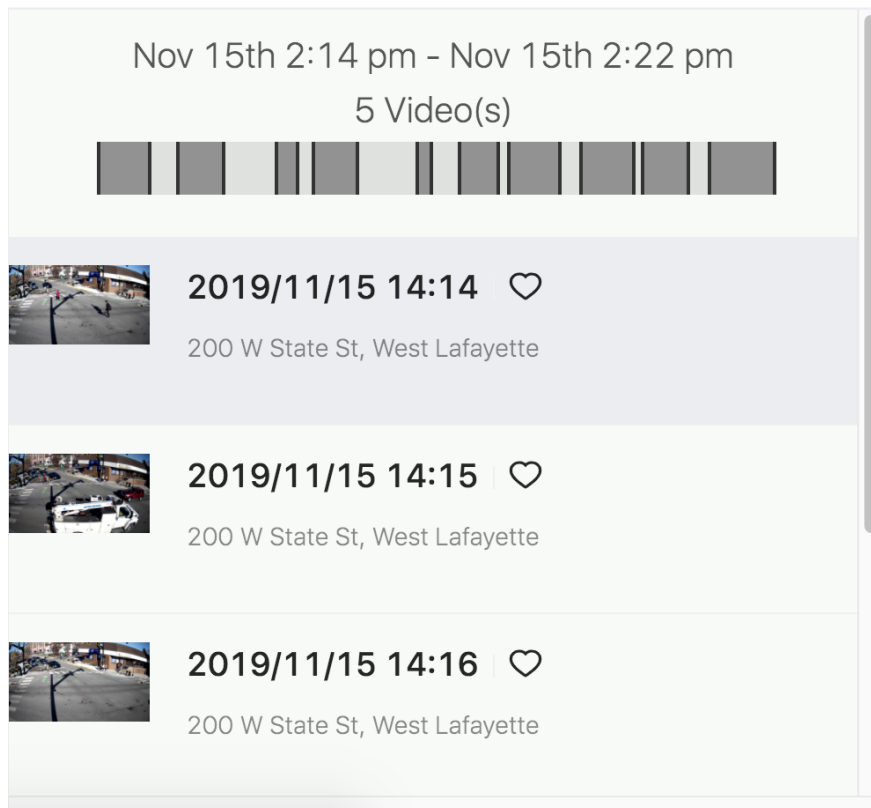 Nov 15th 2:14 pm - Nov 15th 2:22 pm
5 Video(s)
2019/11/15 14:14
200 W State St, West Lafayette
2019/11/15 14:15
200 W State St, West Lafayette
2019/11/15 14:16
200 W State St, West Lafayette